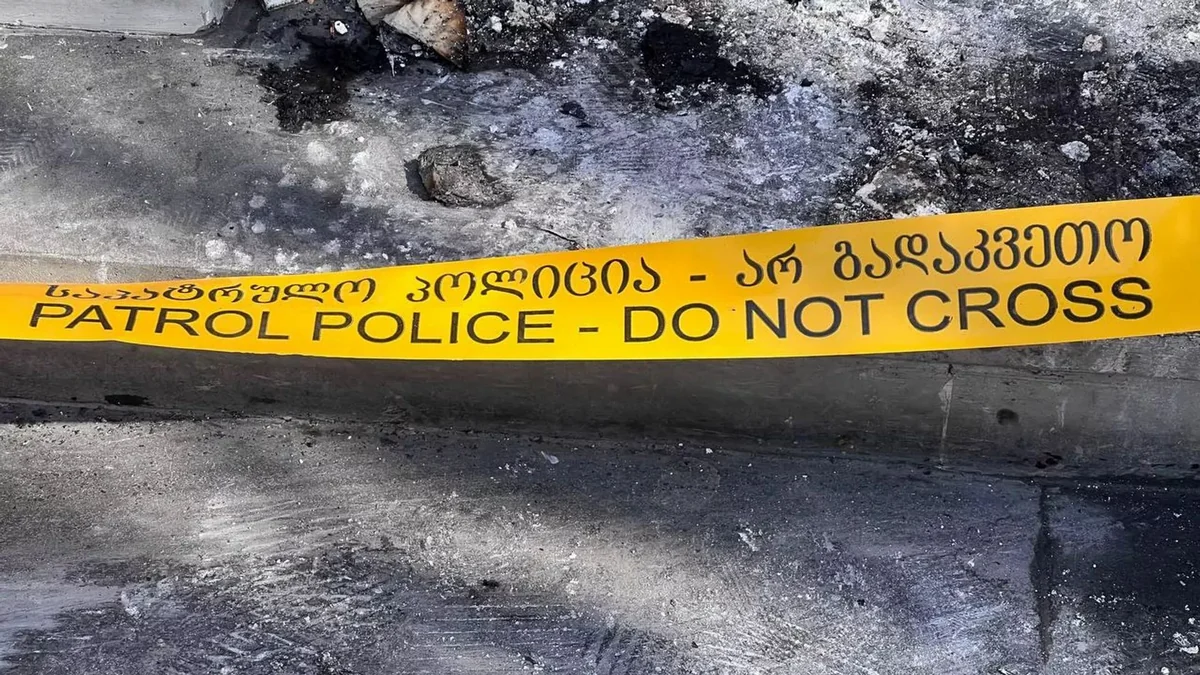 საპატრულო პოლიცია - არ გადაკვეთო
PATROL POLICE - DO NOT CROSS